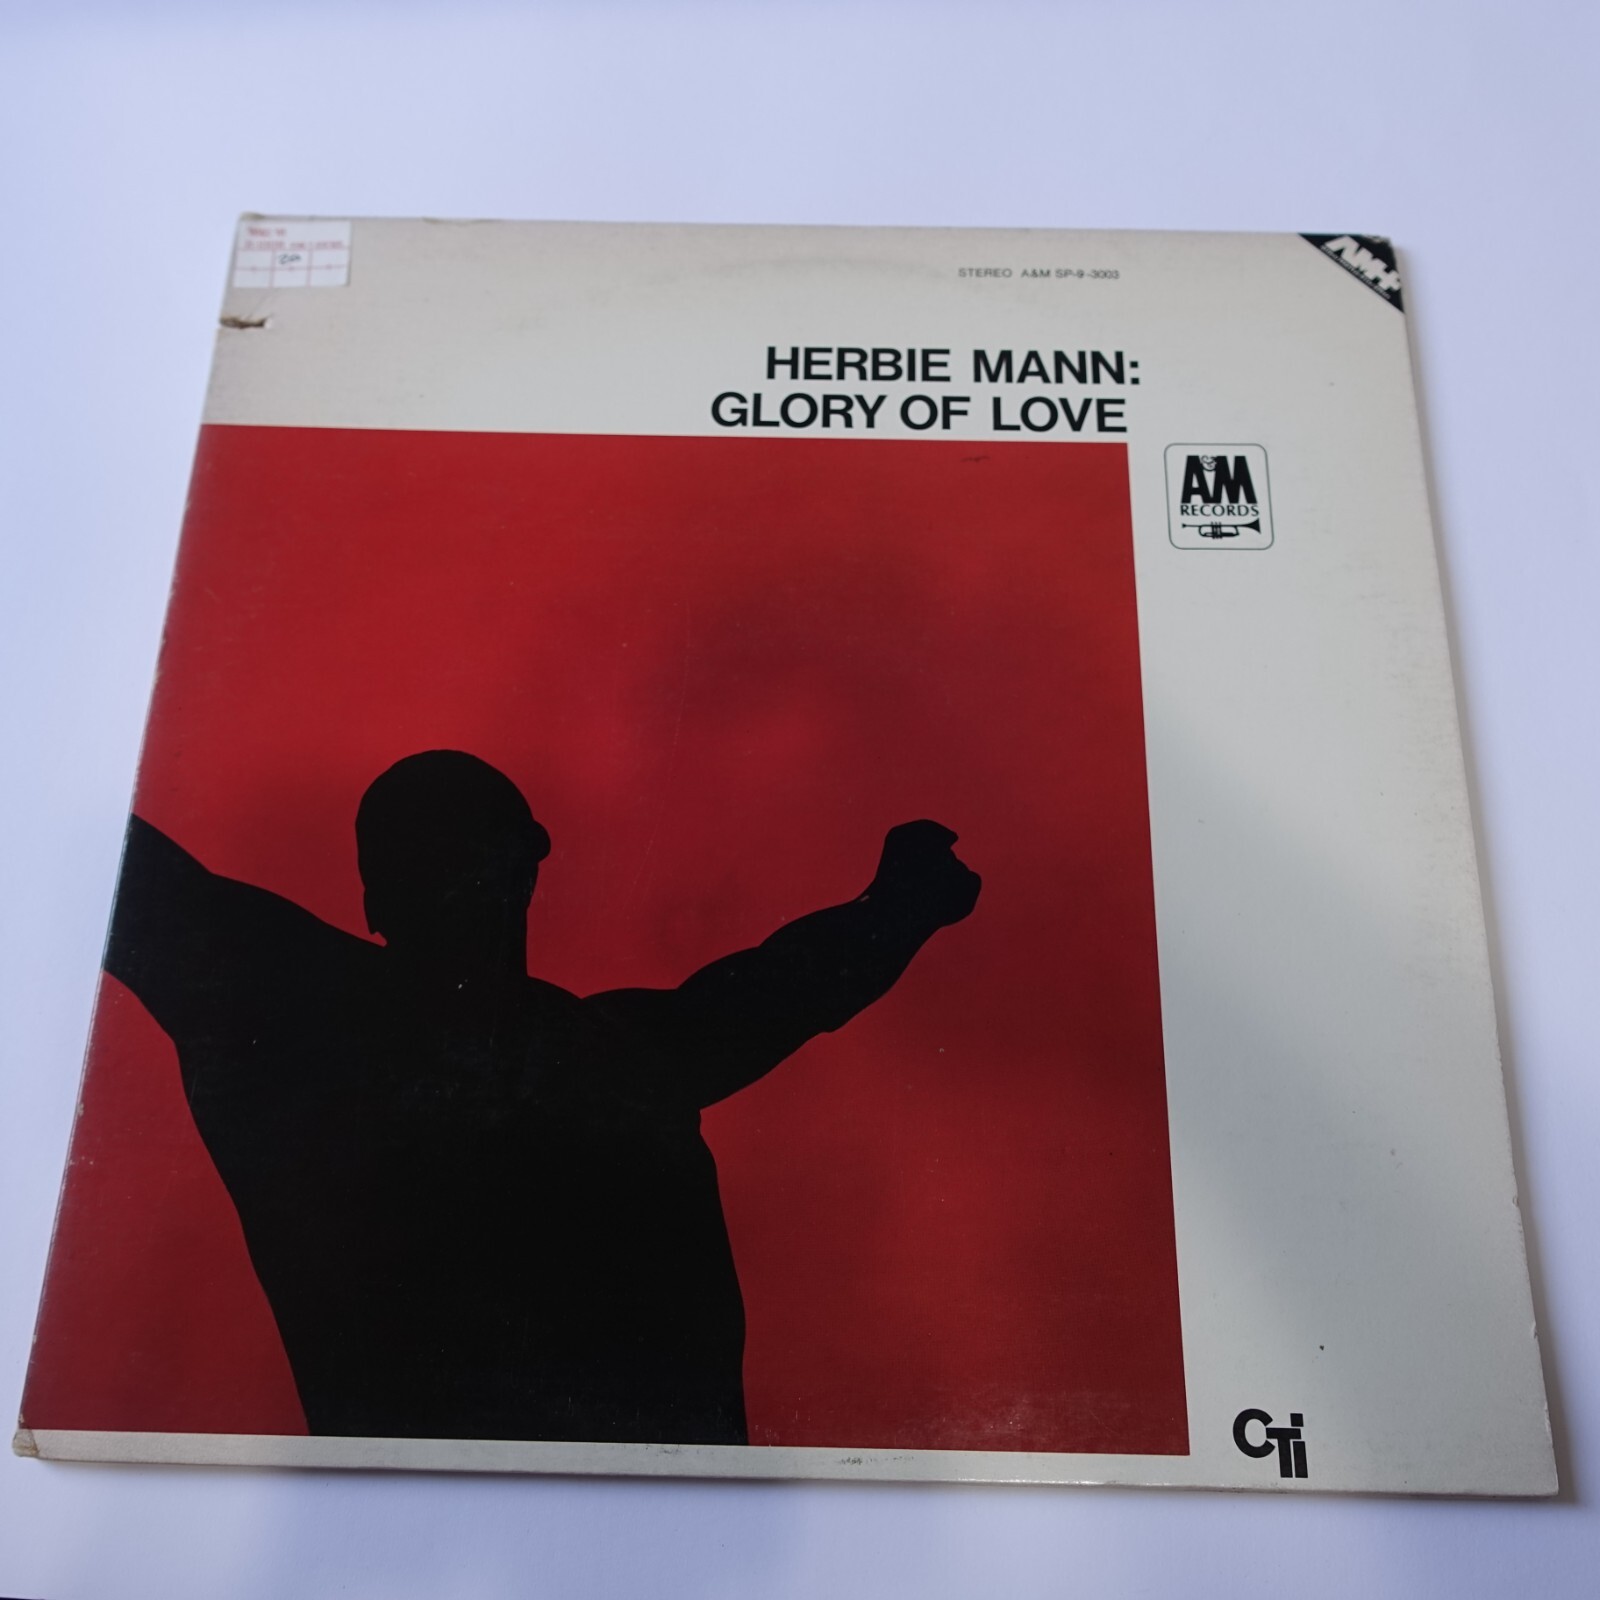 STEREO A&M SP-9-3003
HERBIE MANN:
GLORY OF LOVE
A&M
RECORDS
CTi